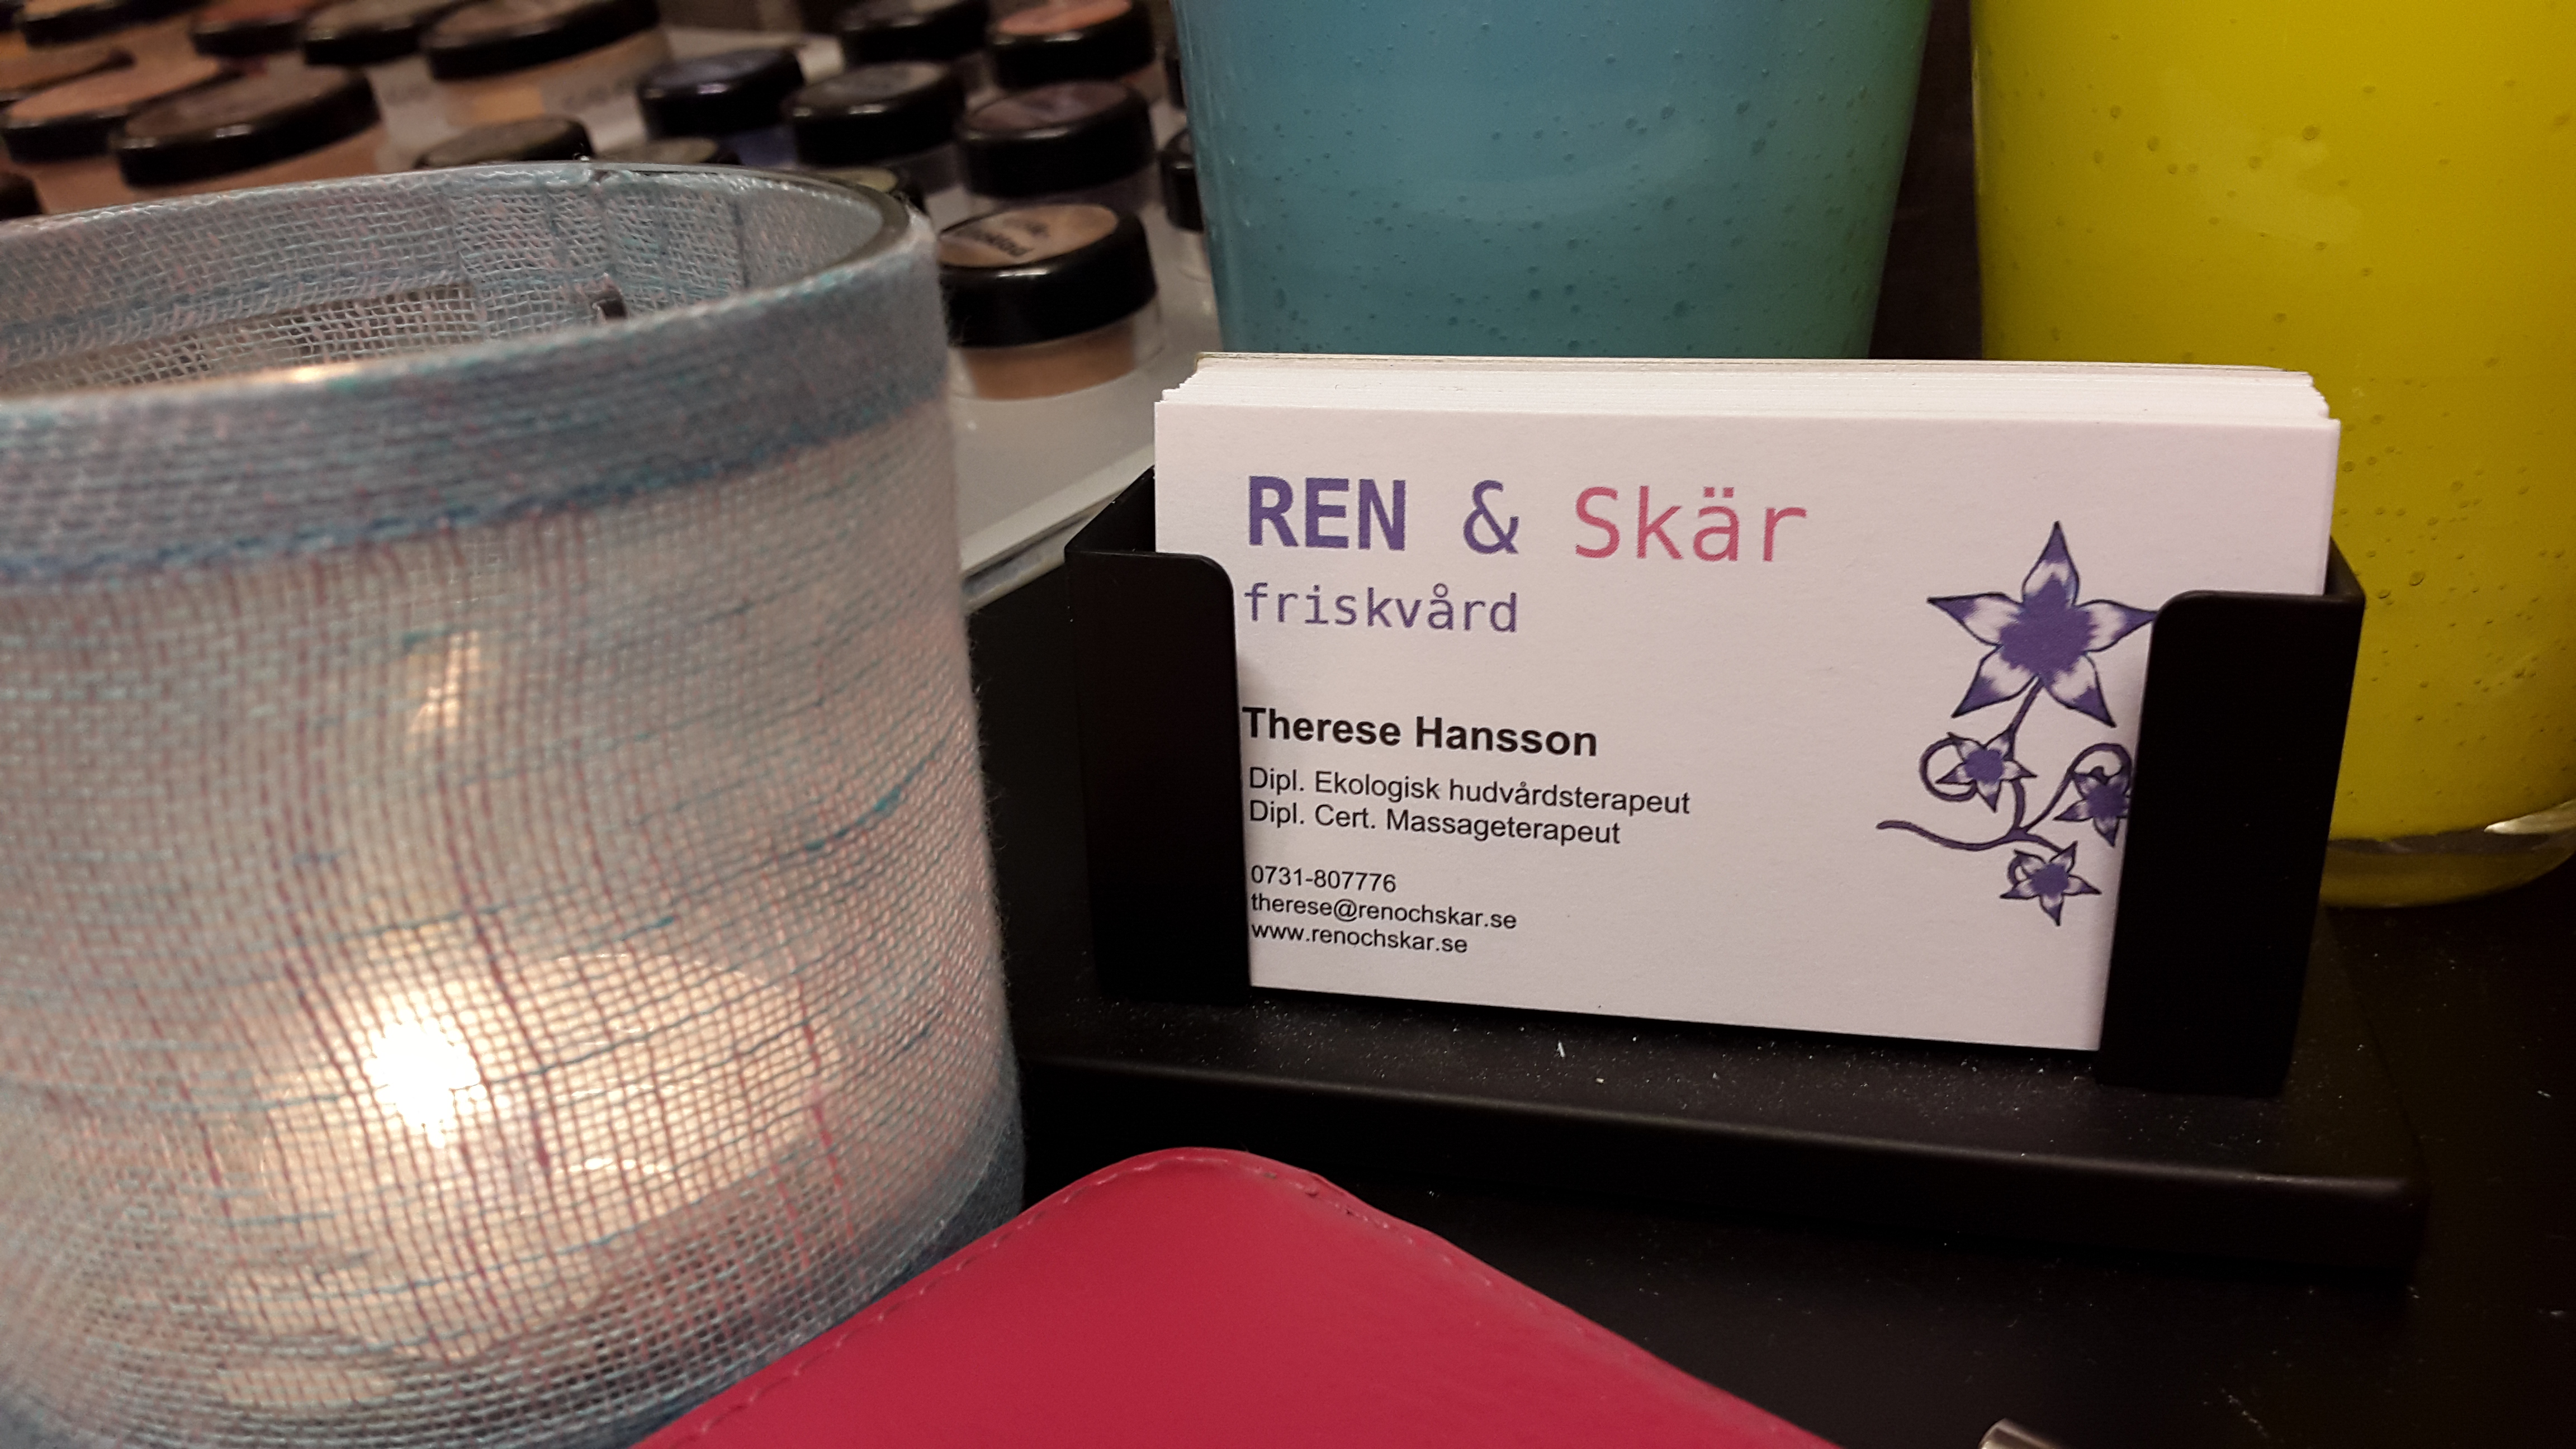 REN & Skär
friskvård
Therese Hansson
Dipl. Ekologisk hudvårdsterapeut
Dipl. Cert. Massageterapeut
0731-807776
therese@renochskar.se
www.renochskar.se